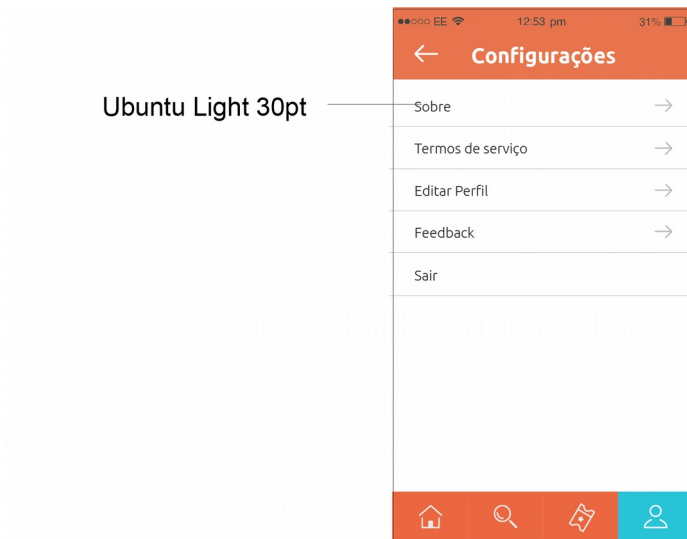 EE 12:53 pm 31%
Configurações
Ubuntu Light 30pt
Sobre
Termos de serviço
Editar Perfil
Feedback
Sair